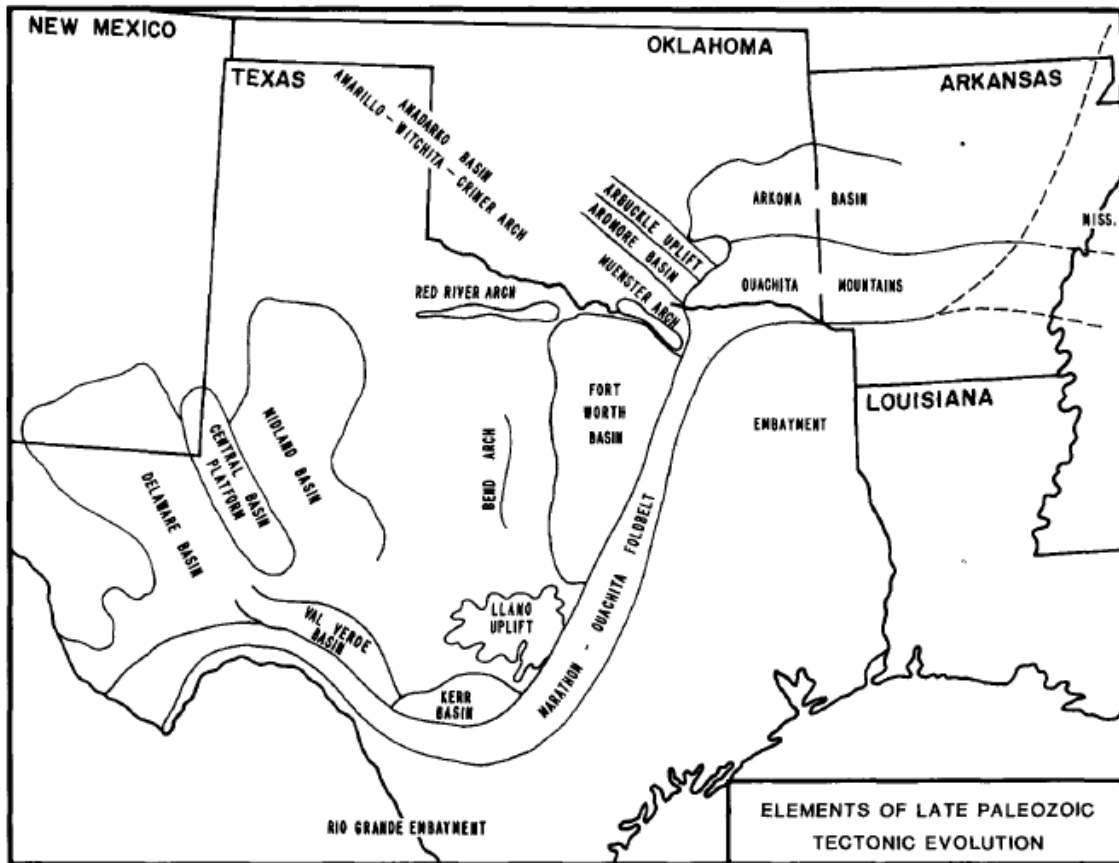 NEW MEXICO
OKLAHOMA
TEXAS
ARKANSAS
ANADARKO BASIN
AMARILLO - WITCHITA - CRINER ARCH
ARKOMA BASIN
MISS.
ARBUCKLE UPLIFT
ARDMORE BASIN
MUENSTER ARCH
OUACHITA MOUNTAINS
RED RIVER ARCH
FORT
WORTH
BASIN
LOUISIANA
EMBAYMENT
MIDLAND BASIN
CENTRAL BASIN
PLATFORM
DELAWARE BASIN
BEND ARCH
MARATHON - OUACHITA FOLDBELT
LLANO
UPLIFT
VAL VERDE
BASIN
KERR
BASIN
RIO GRANDE EMBAYMENT
ELEMENTS OF LATE PALEOZOIC
TECTONIC EVOLUTION